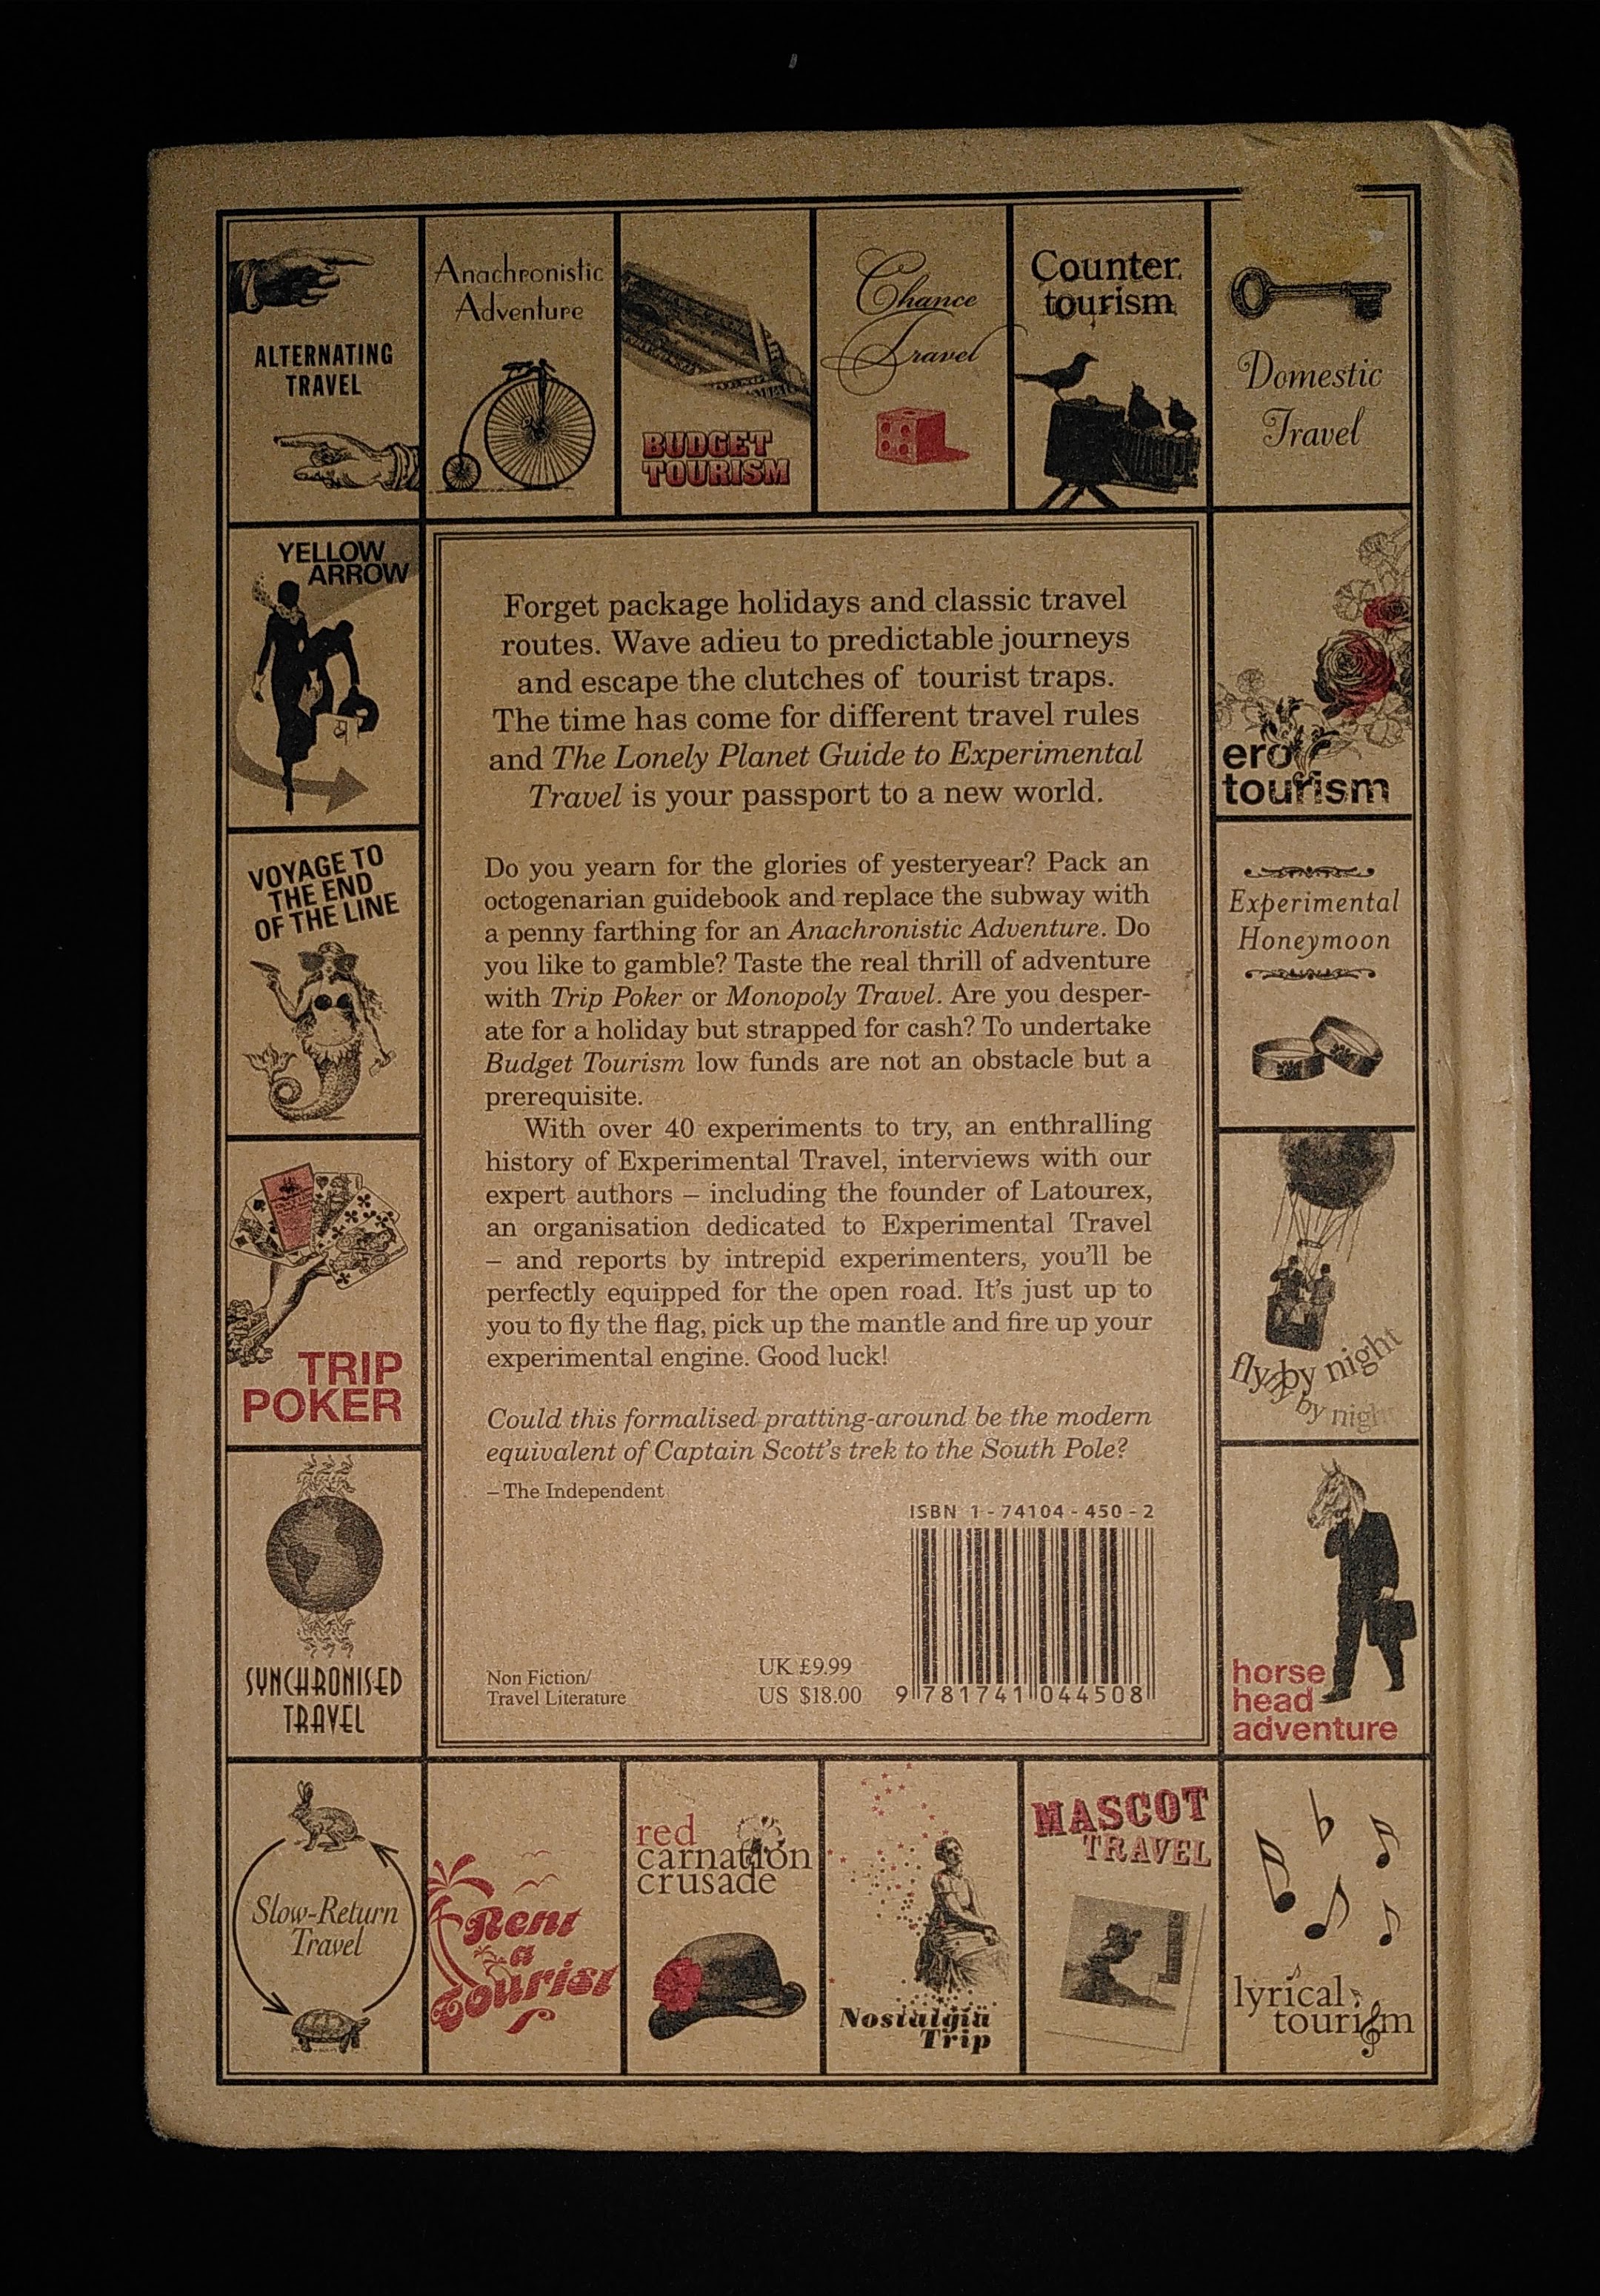 ALTERNATING
TRAVEL
Anachronistic
Adventure
BUDGET
TOURISM
Chance
Travel
Counter
tourism
Domestic
Travel
YELLOW
ARROW
ero
tourism
VOYAGE TO
THE END
OF THE LINE
Experimental
Honeymoon
TRIP
POKER
fly by night
by night
SYNCHRONISED
TRAVEL
horse
head
adventure
Forget package holidays and classic travel
routes. Wave adieu to predictable journeys
and escape the clutches of tourist traps.
The time has come for different travel rules
and The Lonely Planet Guide to Experimental
Travel is your passport to a new world.
Do you yearn for the glories of yesteryear? Pack an
octogenarian guidebook and replace the subway with
a penny farthing for an Anachronistic Adventure. Do
you like to gamble? Taste the real thrill of adventure
with Trip Poker or Monopoly Travel. Are you desper-
ate for a holiday but strapped for cash? To undertake
Budget Tourism low funds are not an obstacle but a
prerequisite.
With over 40 experiments to try, an enthralling
history of Experimental Travel, interviews with our
expert authors – including the founder of Latourex,
an organisation dedicated to Experimental Travel
– and reports by intrepid experimenters, you'll be
perfectly equipped for the open road. It's just up to
you to fly the flag, pick up the mantle and fire up your
experimental engine. Good luck!
Could this formalised pratting-around be the modern
equivalent of Captain Scott's trek to the South Pole?
– The Independent
ISBN 1-74104-450-2
Non Fiction/
Travel Literature
UK £9.99
US $18.00
9 781741 044508
Slow-Return
Travel
Rent
a
Tourist
red
carnation
crusade
Nostalgia
Trip
MASCOT
TRAVEL
lyrical
tourism